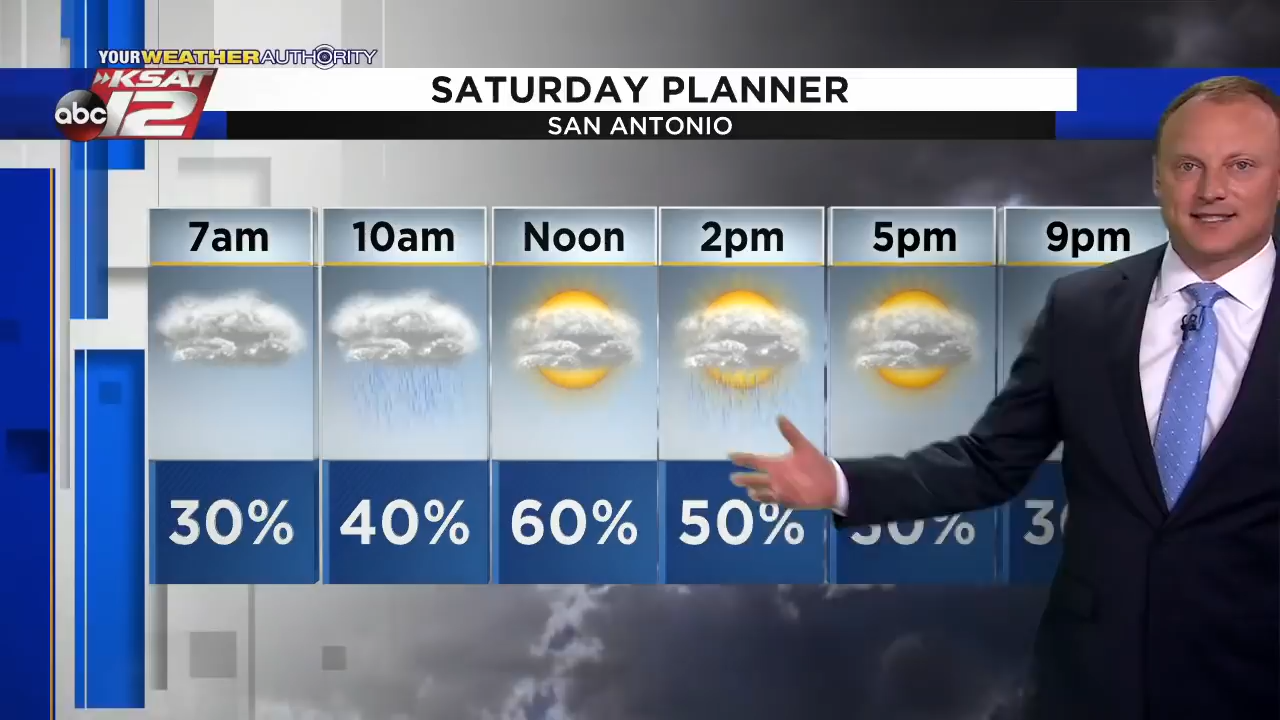 YOUR WEATHER AUTHORITY
KSAT
abc 12
SATURDAY PLANNER
SAN ANTONIO
7am 10am Noon 2pm 5pm 9pm
30% 40% 60% 50%